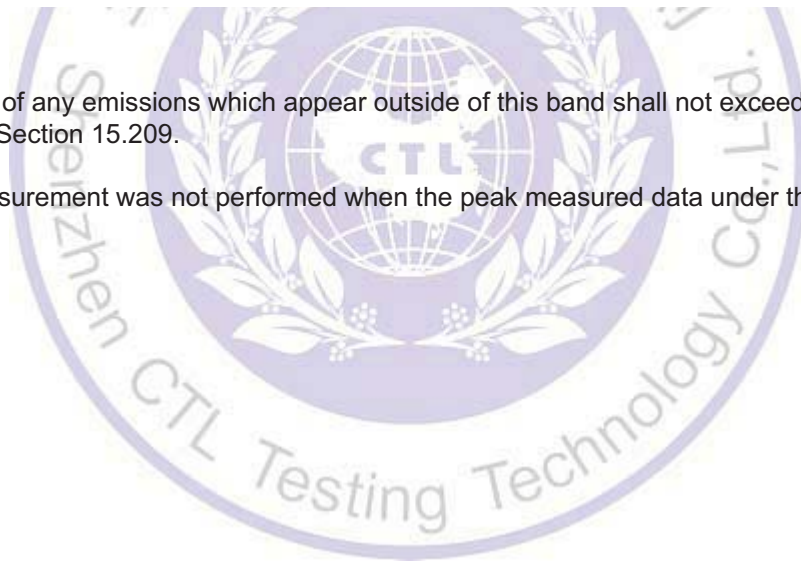 of any emissions which appear outside of this band shall not exceed
Section 15.209.
surement was not performed when the peak measured data under th
CTL
Shenzhen CTL Testing Technology Co., Ltd.